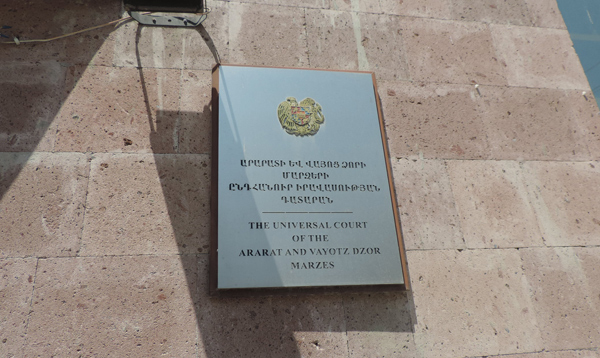 ԱՐԱՐԱՏԻ ԵՎ ՎԱՅՈՑ ՁՈՐԻ
ՄԱՐԶԵՐԻ
ԸՆԴՀԱՆՈՒՐ ԻՐԱՎԱՍՈՒԹՅԱՆ
ԴԱՏԱՐԱՆ
THE UNIVERSAL COURT
OF THE
ARARAT AND VAYOTZ DZOR
MARZES